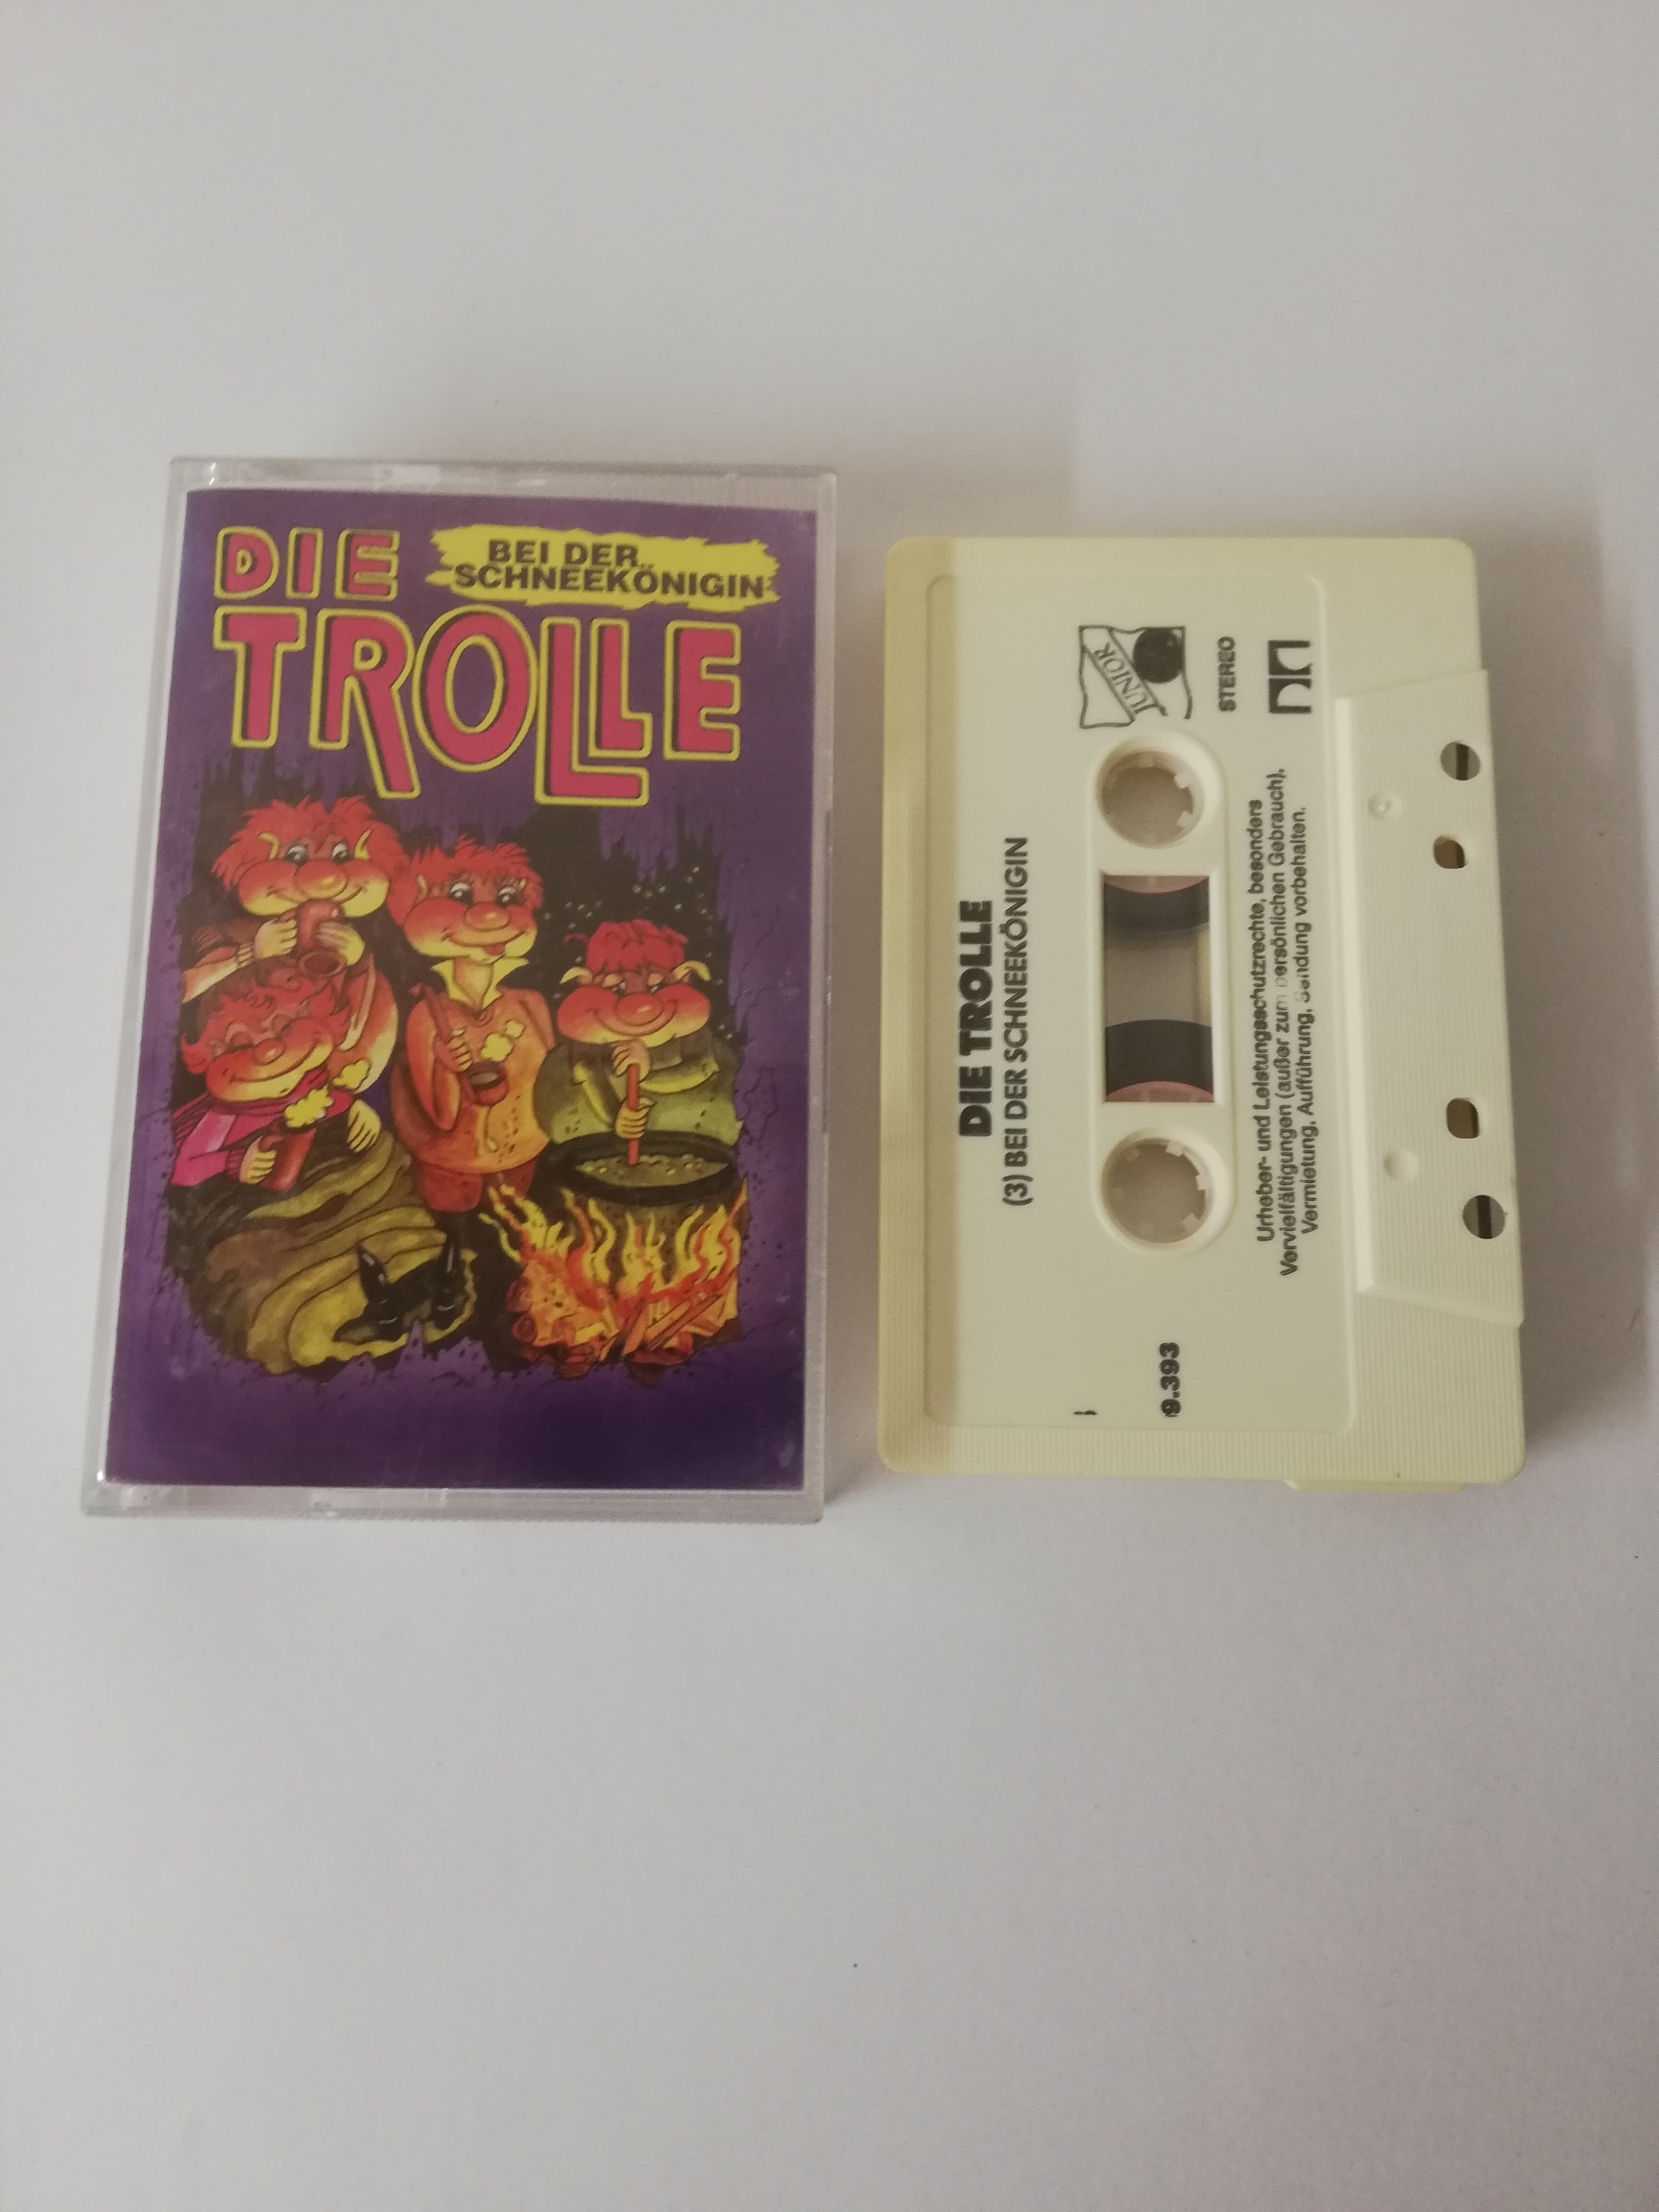 DIE
BEI DER
SCHNEEKÖNIGIN
TROLLE
DIE TROLLE
(3) BEI DER SCHNEEKÖNIGIN
JUNIOR
STEREO
Urheber- und Leistungsschutzrechte, besonders
Vervielfältigungen (außer zum persönlichen Gebrauch),
Vermietung, Aufführung, Sendung vorbehalten.
9.393